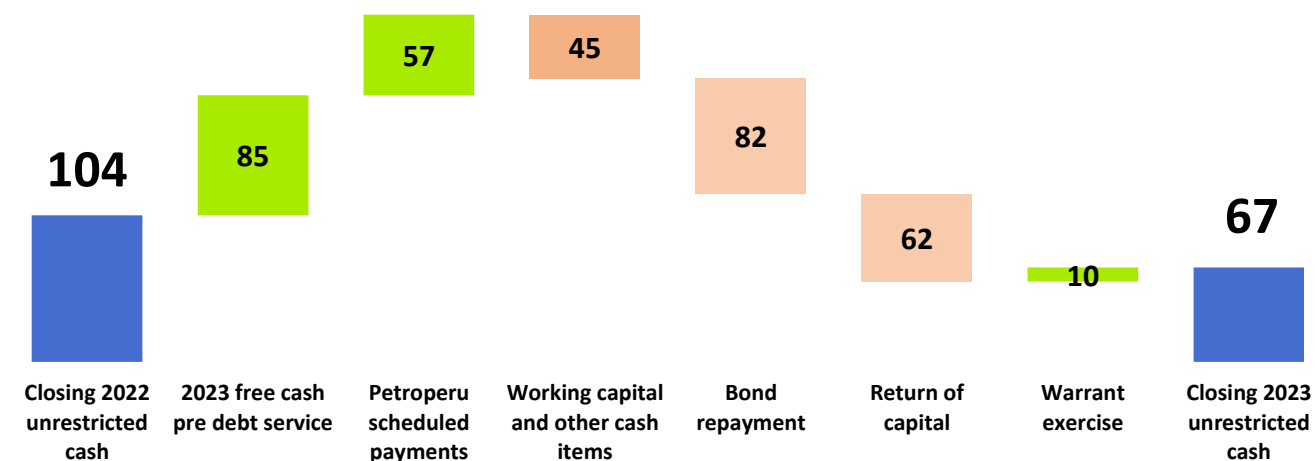 57
45
85
82
104
62
67
10
Closing 2022
unrestricted
cash
2023 free cash
pre debt service
Petroperu
scheduled
payments
Working capital
and other cash
items
Bond
repayment
Return of
capital
Warrant
exercise
Closing 2023
unrestricted
cash